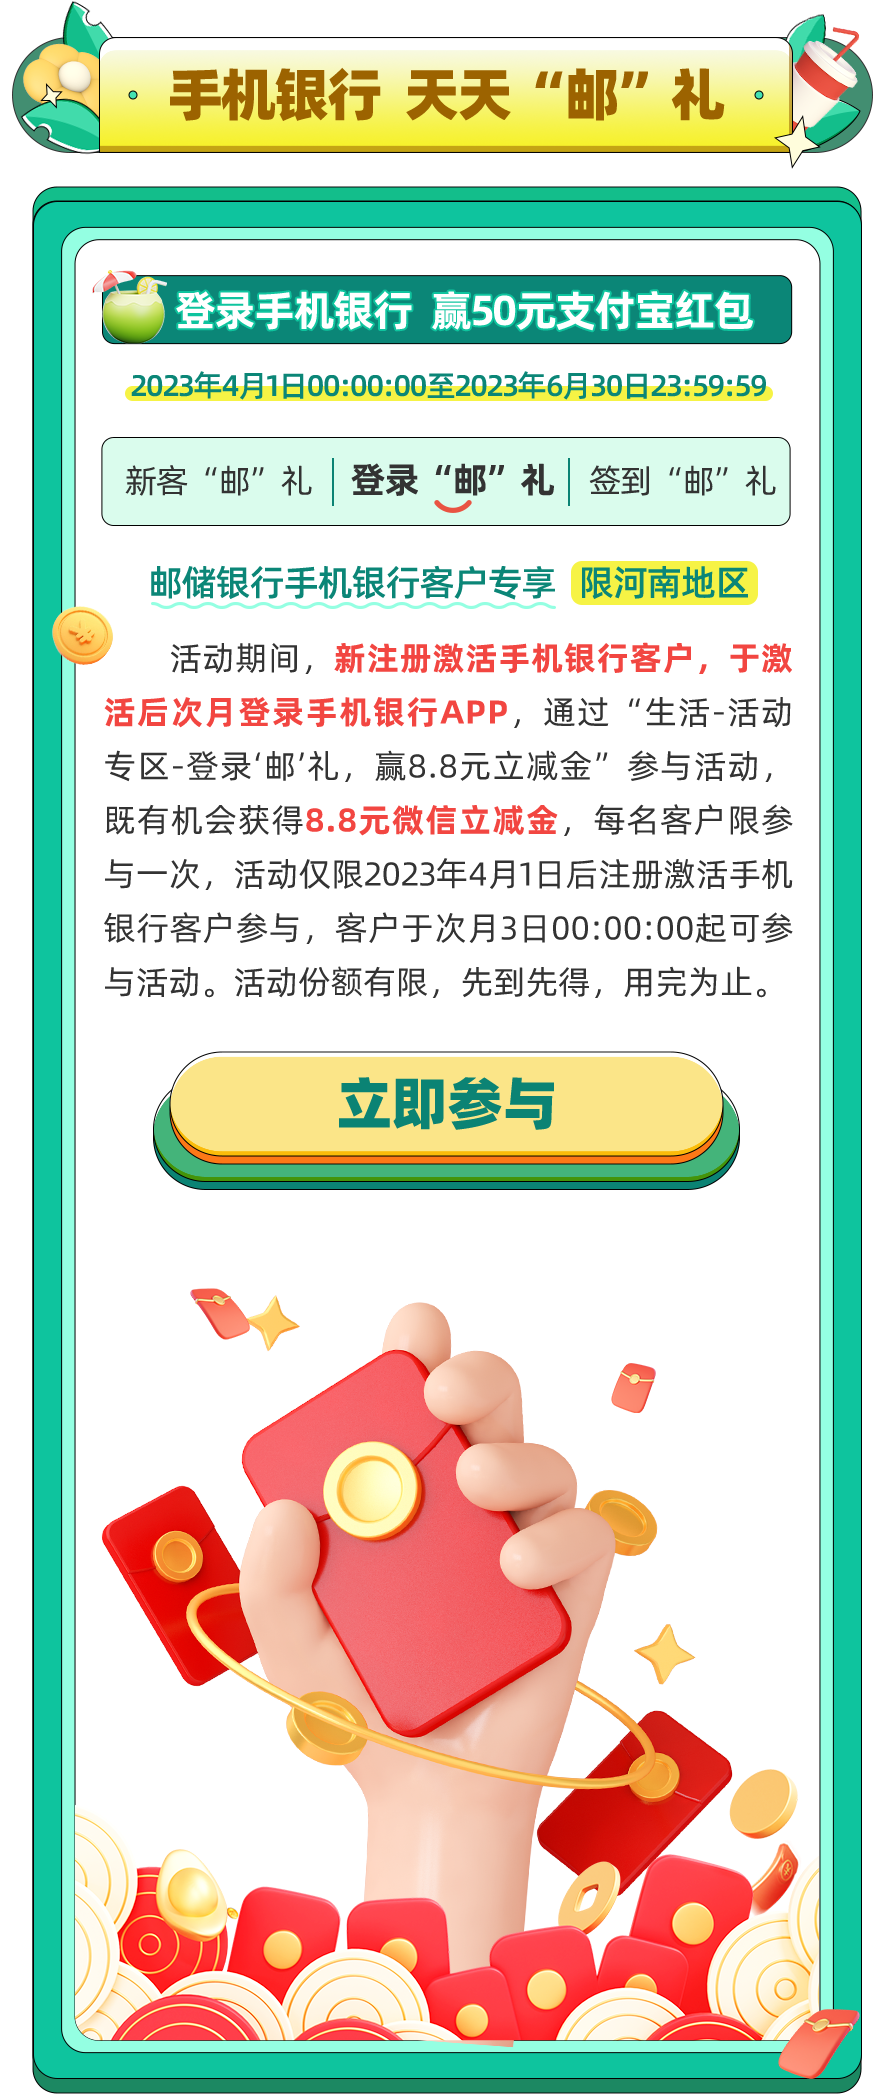 手机银行 天天“邮”礼
登录手机银行 赢50元支付宝红包
2023年4月1日00:00:00至2023年6月30日23:59:59
新客“邮”礼 登录“邮”礼 签到“邮”礼
邮储银行手机银行客户专享 限河南地区
活动期间，新注册激活手机银行客户，于激
活后次月登录手机银行APP，通过“生活-活动
专区-登录‘邮’礼，赢8.8元立减金”参与活动，
既有机会获得8.8元微信立减金，每名客户限参
与一次，活动仅限2023年4月1日后注册激活手机
银行客户参与，客户于次月3日00:00:00起可参
与活动。活动份额有限，先到先得，用完为止。
立即参与